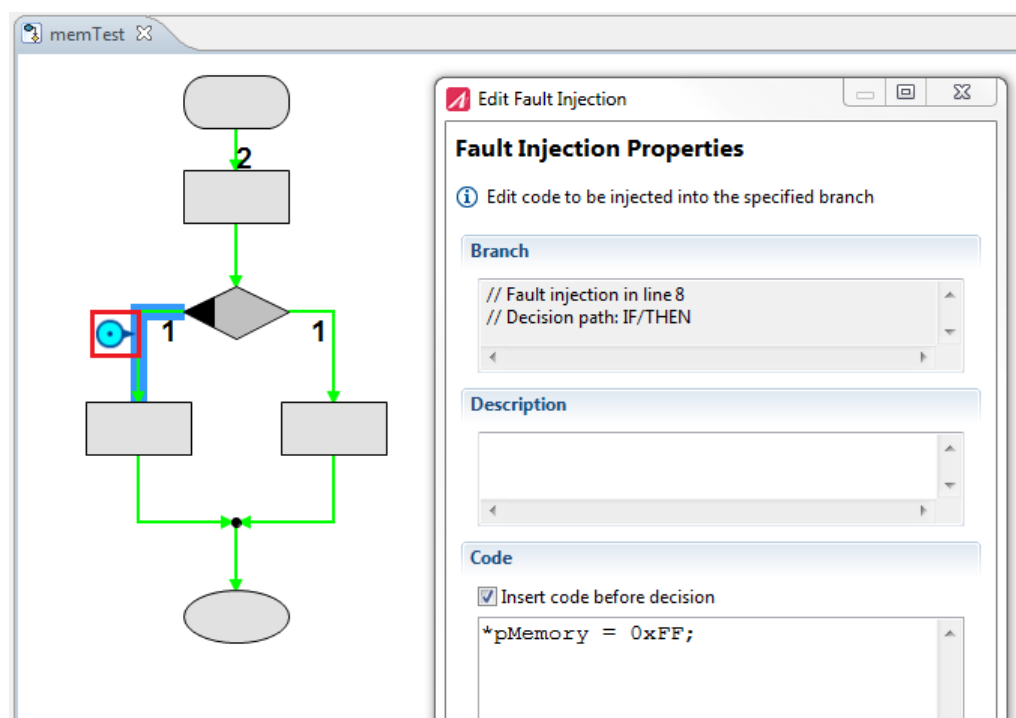 memTest
2
1
1
Edit Fault Injection
Fault Injection Properties
Edit code to be injected into the specified branch
Branch
// Fault injection in line 8
// Decision path: IF/THEN
Description
Code
Insert code before decision
*pMemory = 0xFF;